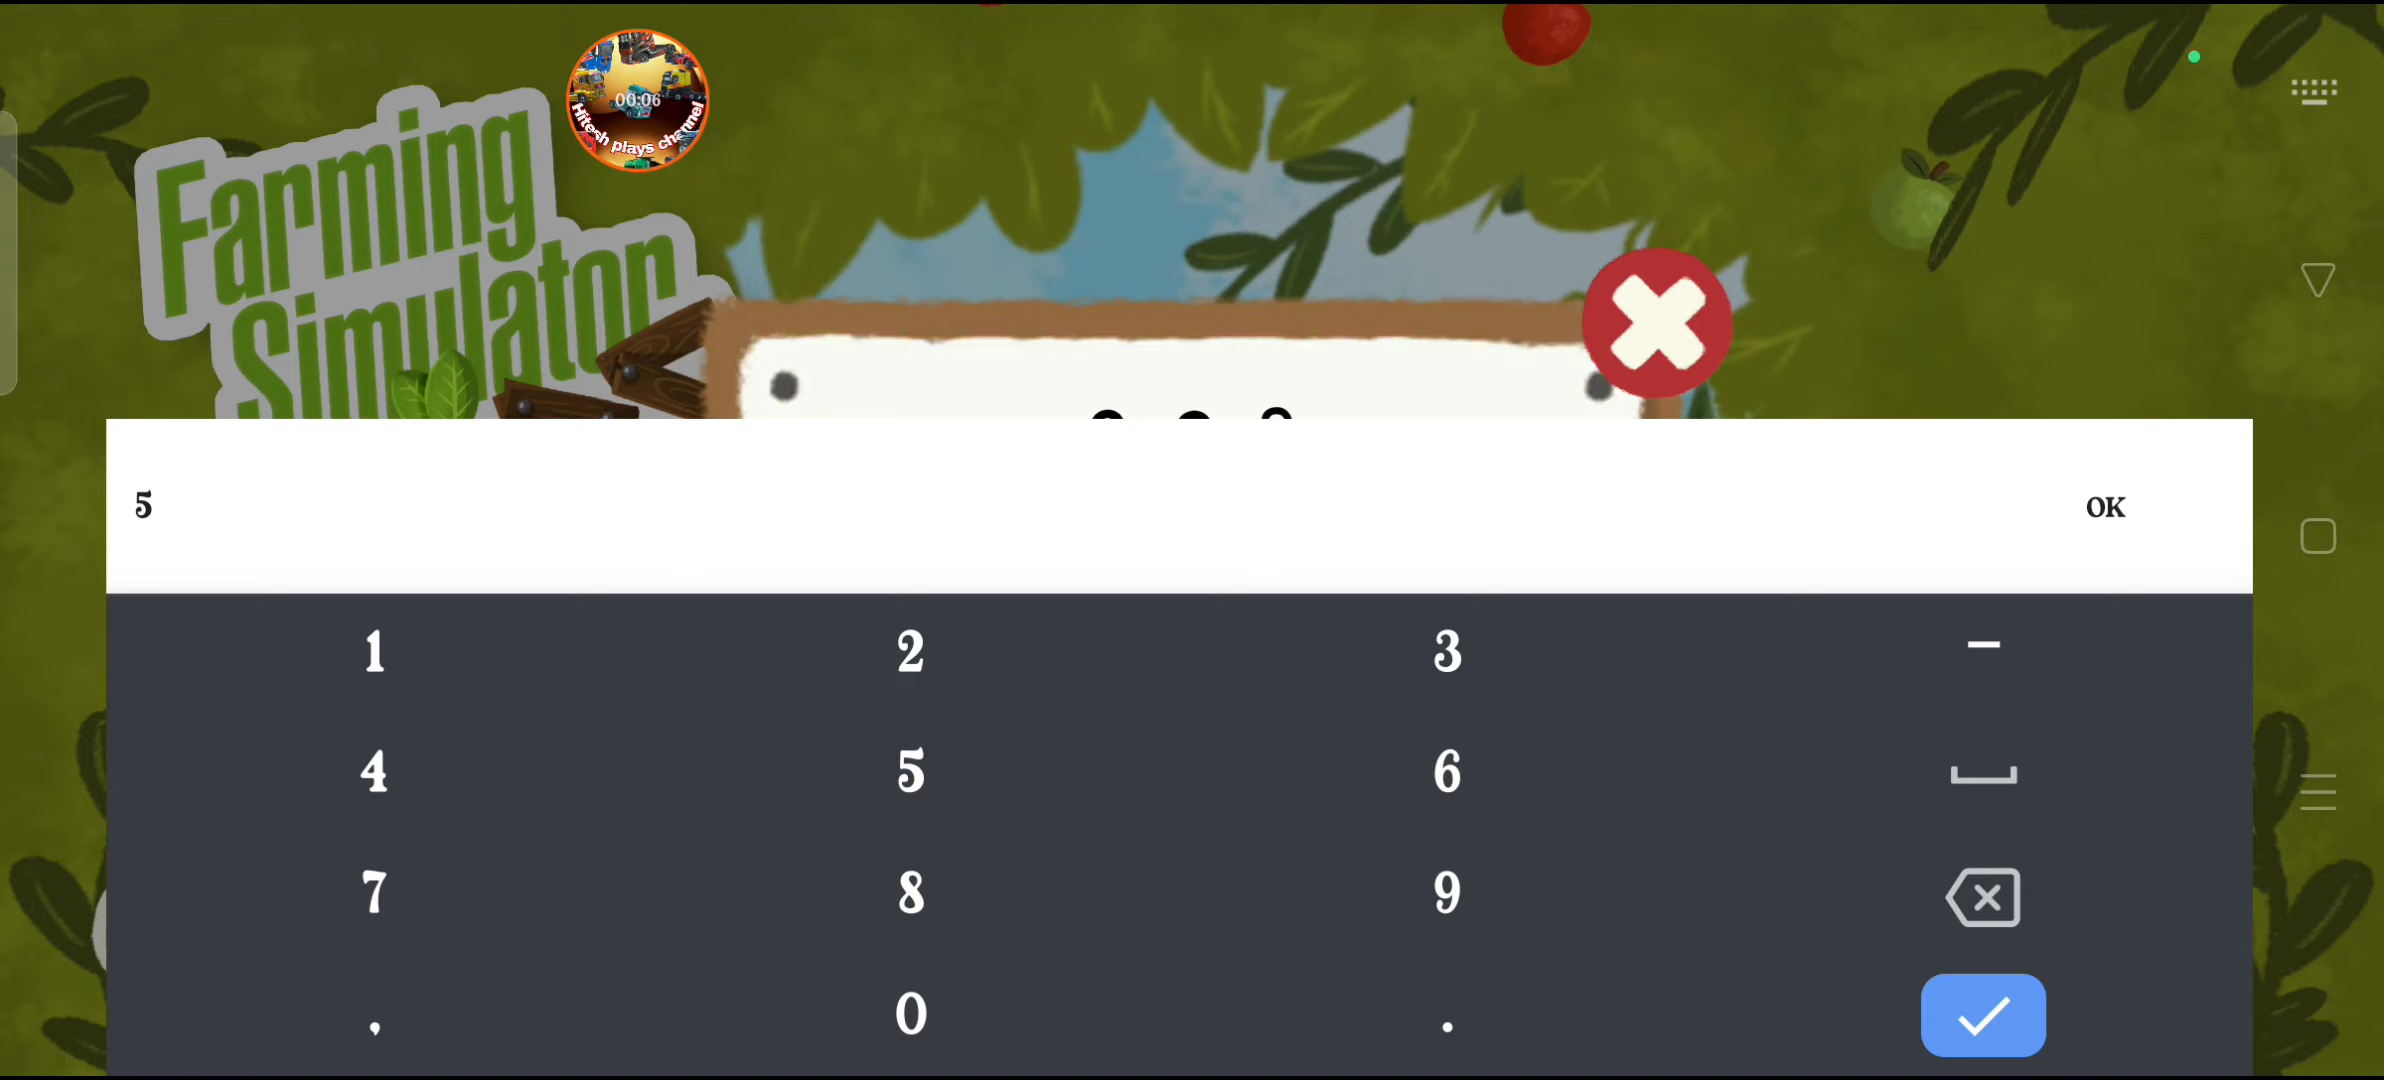 Farming
Simulator
00:06
Hitesh plays channel
5
OK
1 2 3 –
4 5 6
7 8 9
, 0 .